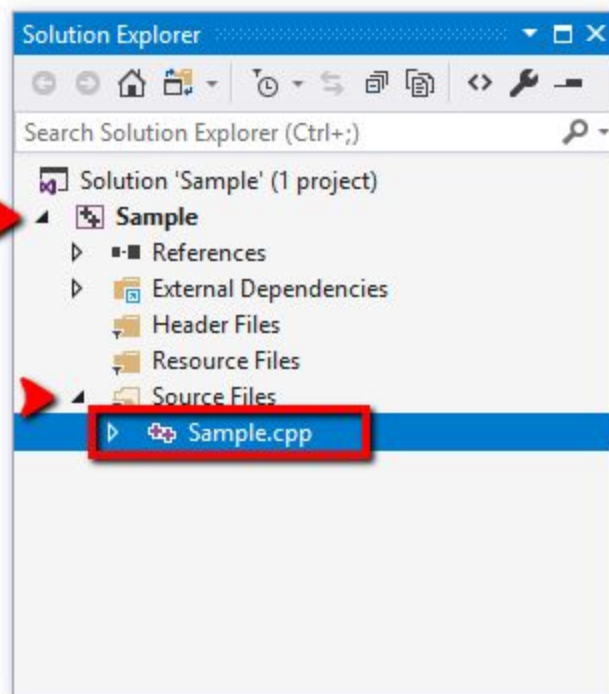 Solution Explorer
Search Solution Explorer (Ctrl+;)
Solution 'Sample' (1 project)
Sample
References
External Dependencies
Header Files
Resource Files
Source Files
Sample.cpp